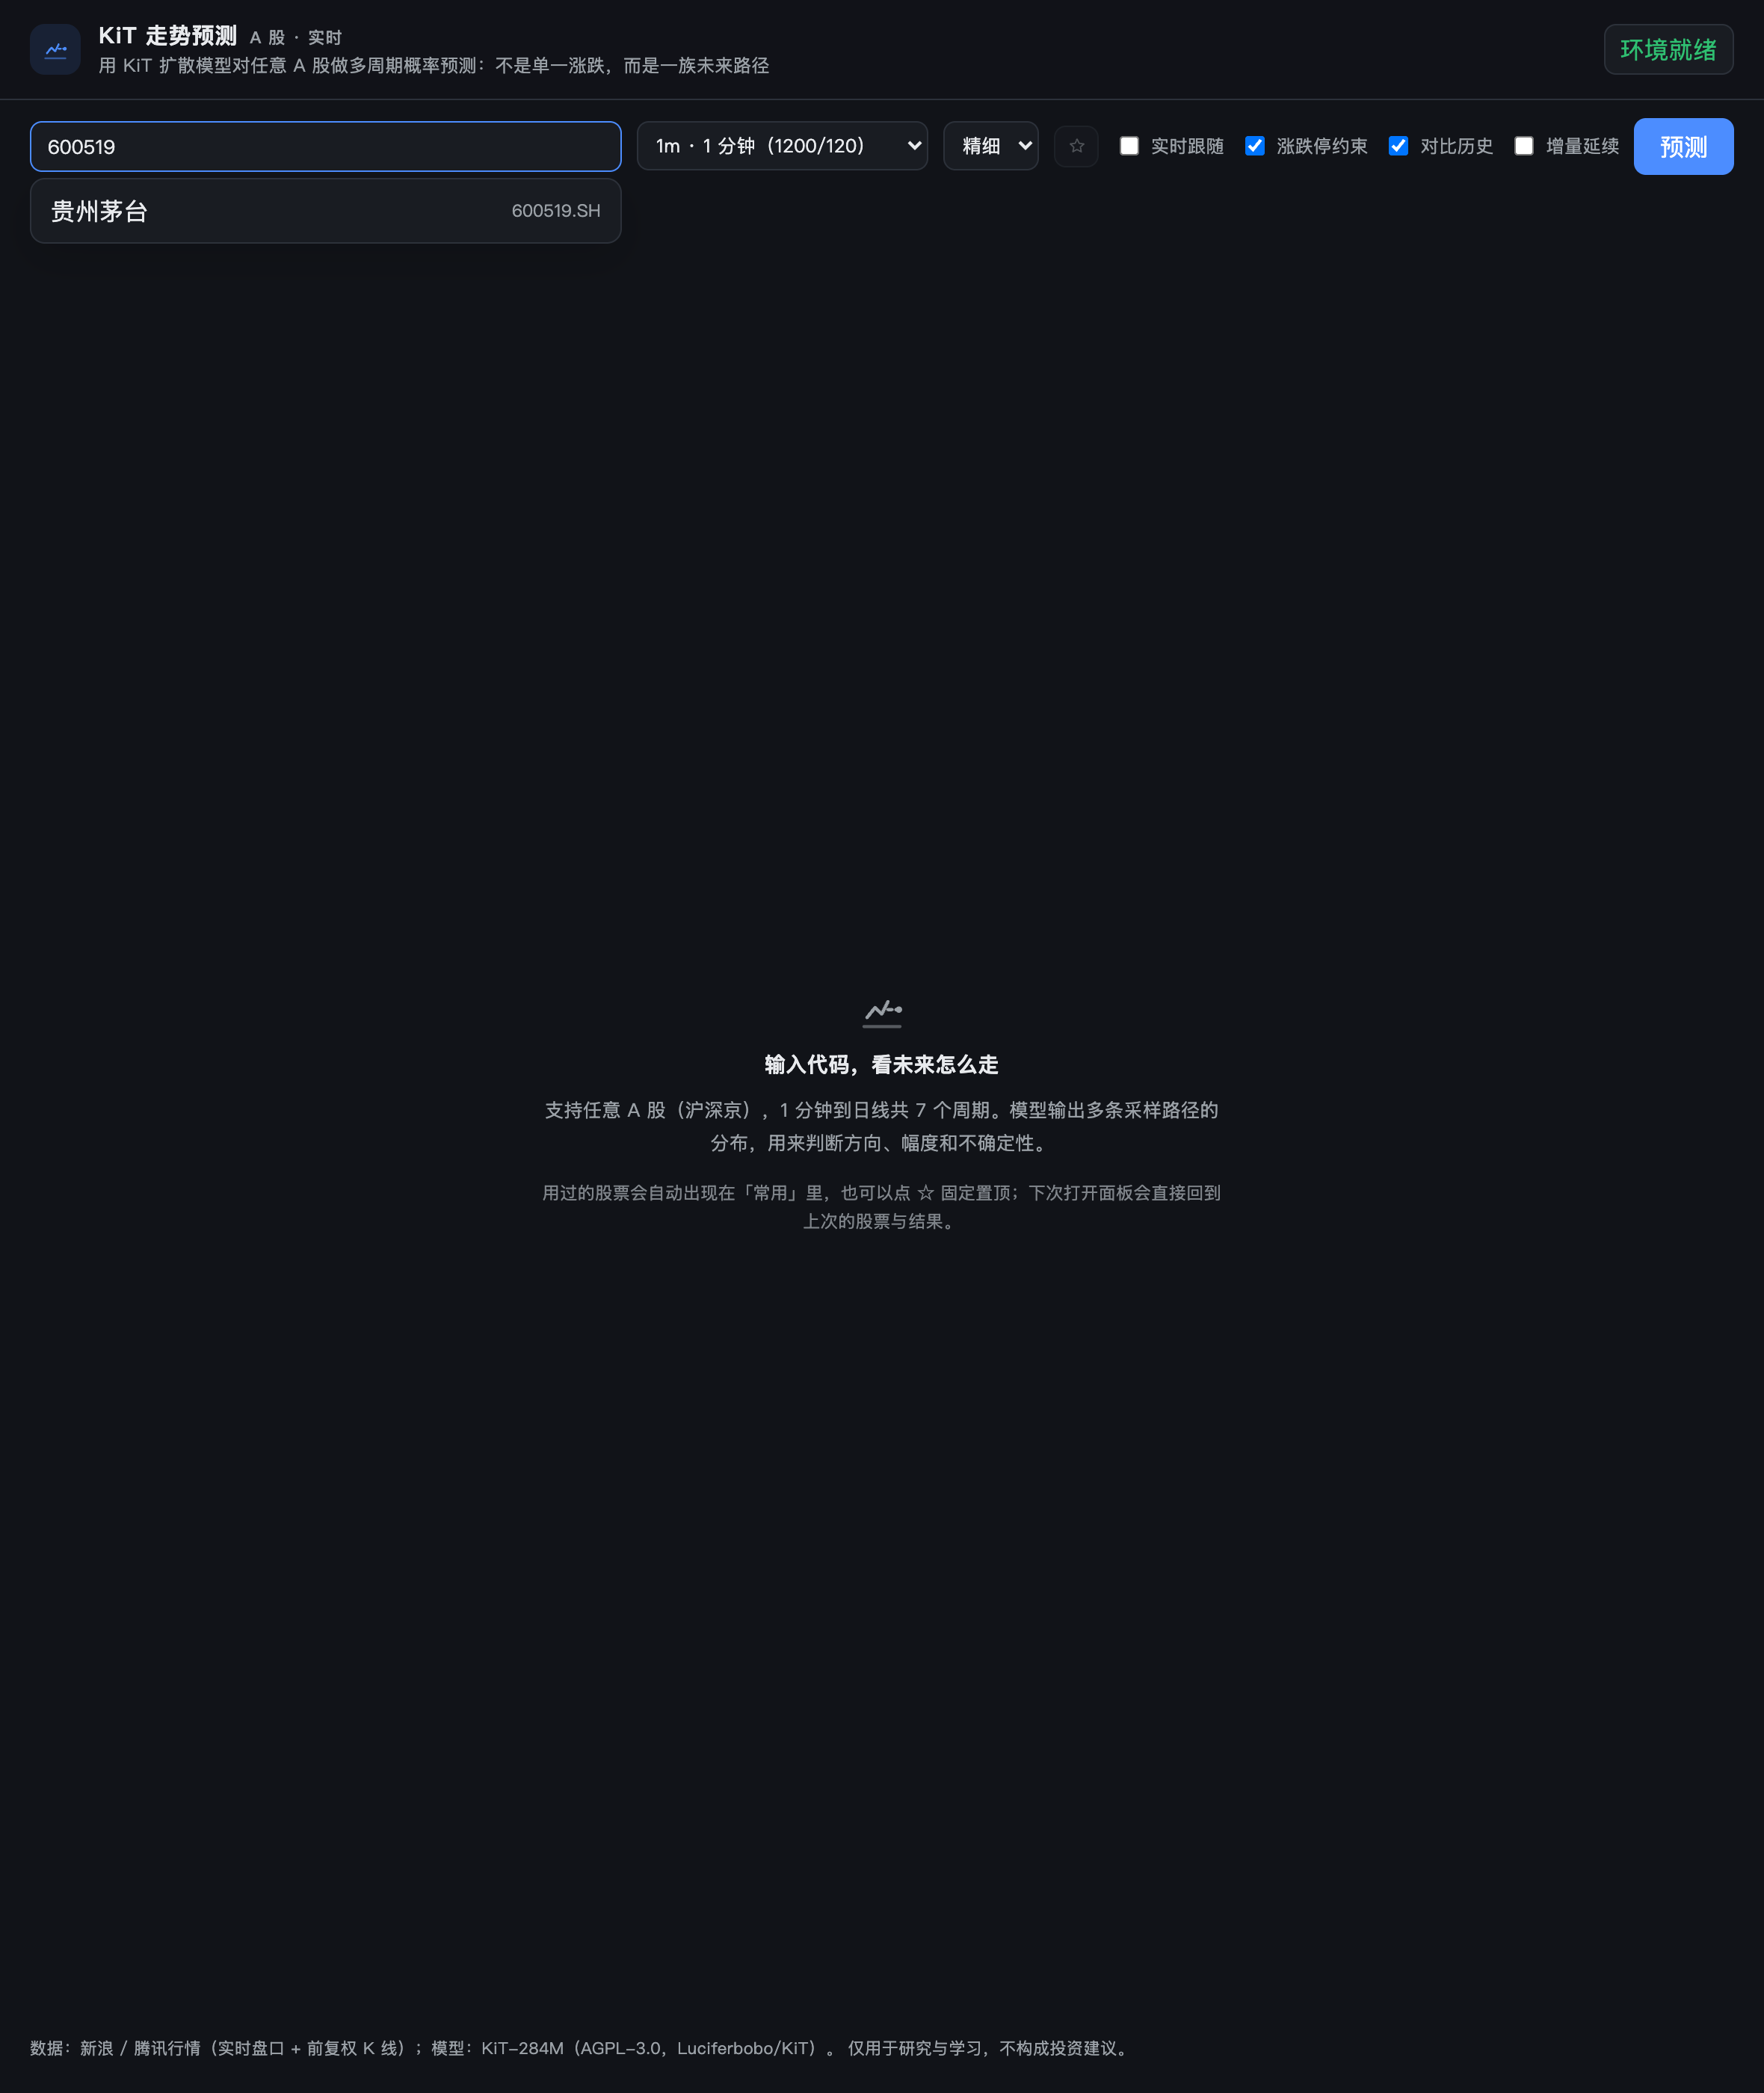 KiT 走势预测 A 股 · 实时
用 KiT 扩散模型对任意 A 股做多周期概率预测：不是单一涨跌，而是一族未来路径
环境就绪
600519
1m · 1 分钟（1200/120）
精细
☆
实时跟随
涨跌停约束
对比历史
增量延续
预测
贵州茅台 600519.SH
输入代码，看未来怎么走
支持任意 A 股（沪深京），1 分钟到日线共 7 个周期。模型输出多条采样路径的
分布，用来判断方向、幅度和不确定性。
用过的股票会自动出现在「常用」里，也可以点 ☆ 固定置顶；下次打开面板会直接回到
上次的股票与结果。
数据：新浪 / 腾讯行情（实时盘口 + 前复权 K 线）；模型：KiT-284M（AGPL-3.0，Luciferbobo/KiT）。 仅用于研究与学习，不构成投资建议。